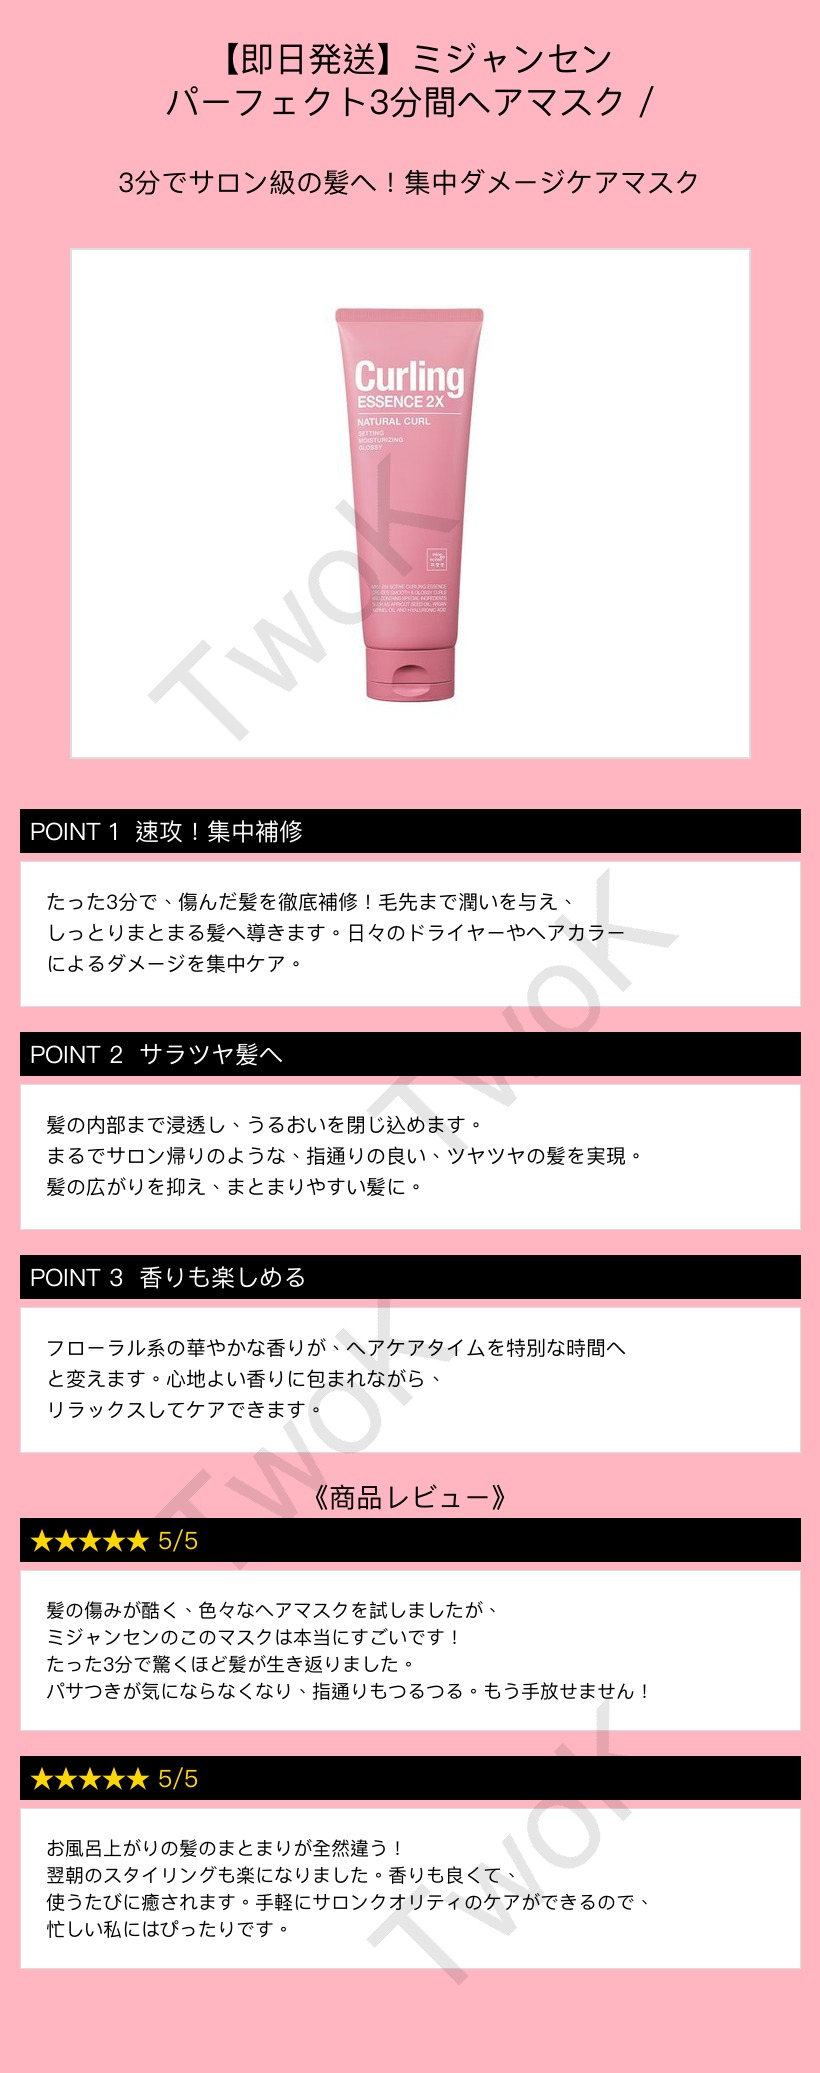 【即日発送】ミジャンセン
パーフェクト3分間ヘアマスク /
3分でサロン級の髪へ！集中ダメージケアマスク
Curling
ESSENCE 2X
NATURAL CURL
SETTING
MOISTURIZING
GLOSSY
TwoK
POINT 1 速攻！集中補修
たった3分で、傷んだ髪を徹底補修！毛先まで潤いを与え、
しっとりまとまる髪へ導きます。日々のドライヤーやヘアカラー
によるダメージを集中ケア。
TwoK
POINT 2 サラツヤ髪へ
髪の内部まで浸透し、うるおいを閉じ込めます。
まるでサロン帰りのような、指通りの良い、ツヤツヤの髪を実現。
髪の広がりを抑え、まとまりやすい髪に。
POINT 3 香りも楽しめる
フローラル系の華やかな香りが、ヘアケアタイムを特別な時間へ
と変えます。心地よい香りに包まれながら、
リラックスしてケアできます。
TwoK
《商品レビュー》
★★★★★ 5/5
髪の傷みが酷く、色々なヘアマスクを試しましたが、
ミジャンセンのこのマスクは本当にすごいです！
たった3分で驚くほど髪が生き返りました。
パサつきが気にならなくなり、指通りもつるつる。もう手放せません！
★★★★★ 5/5
お風呂上がりの髪のまとまりが全然違う！
翌朝のスタイリングも楽になりました。香りも良くて、
使うたびに癒されます。手軽にサロンクオリティのケアができるので、
忙しい私にはぴったりです。
TwoK